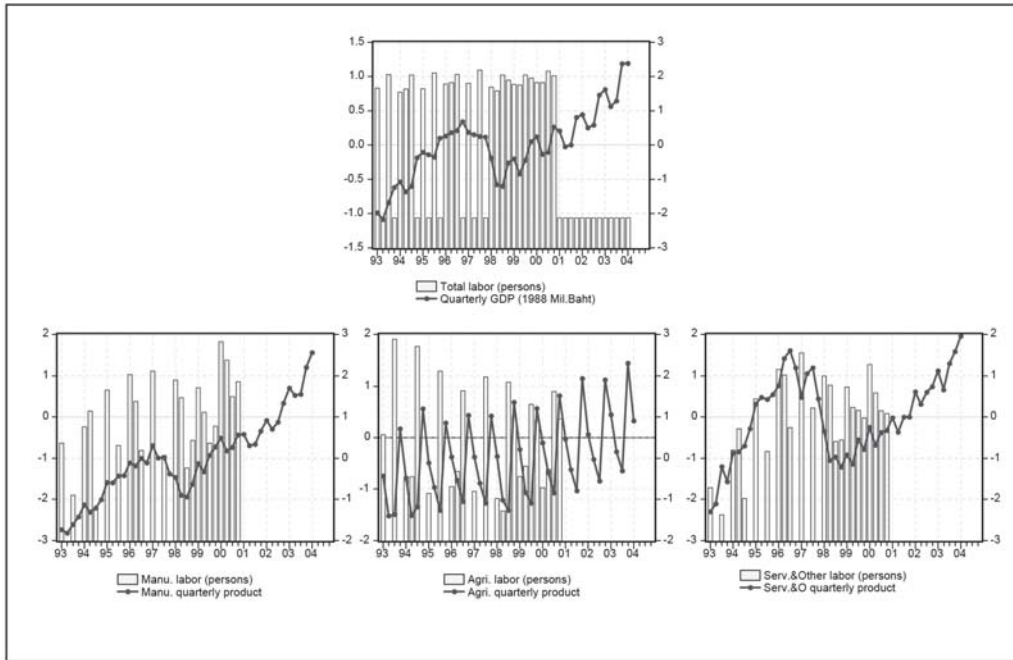 1.5 3
1.0 2
0.5 1
0.0 0
-0.5 -1
-1.0 -2
-1.5 -3
93 94 95 96 97 98 99 00 01 02 03 04
Total labor (persons)
Quarterly GDP (1988 Mil.Baht)
2 3
1 2
0 1
-1 0
-2 -1
-3 -2
93 94 95 96 97 98 99 00 01 02 03 04
Manu. labor (persons)
Manu. quarterly product
2 3
1 2
1
0
0
-1 -1
-2 -2
93 94 95 96 97 98 99 00 01 02 03 04
Agri. labor (persons)
Agri. quarterly product
2 2
1 1
0 0
-1 -1
-2 -2
-3 -3
93 94 95 96 97 98 99 00 01 02 03 04
Serv.&Other labor (persons)
Serv.&O quarterly product